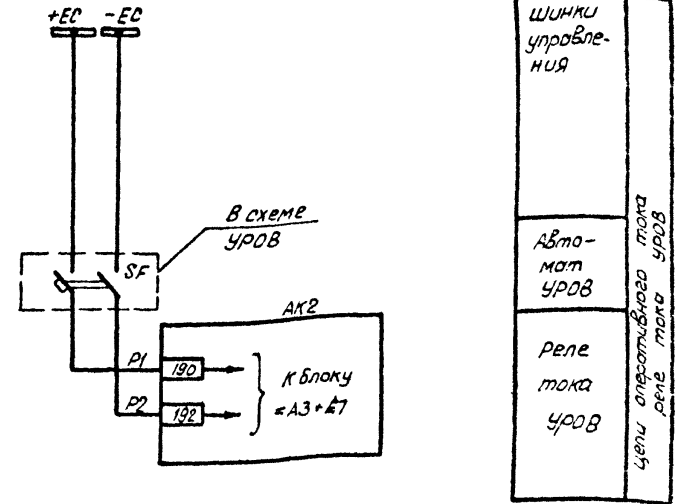 +EC
-EC
В схеме
УРОВ
SF
AK2
P1
190
P2
192
К блоку
=A3+
Шинки
управле-
ния
Авто-
мат
УРОВ
Реле
тока
УРОВ
цепи оперативного тока
реле тока УРОВ